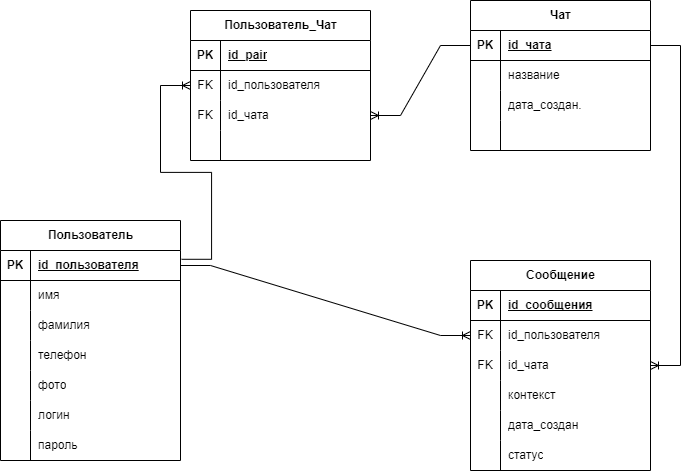 Пользователь_Чат
PK id_pair
FK id_пользователя
FK id_чата
Чат
PK id_чата
название
дата_создан.
Пользователь
PK id_пользователя
имя
фамилия
телефон
фото
логин
пароль
Сообщение
PK id_сообщения
FK id_пользователя
FK id_чата
контекст
дата_создан
статус